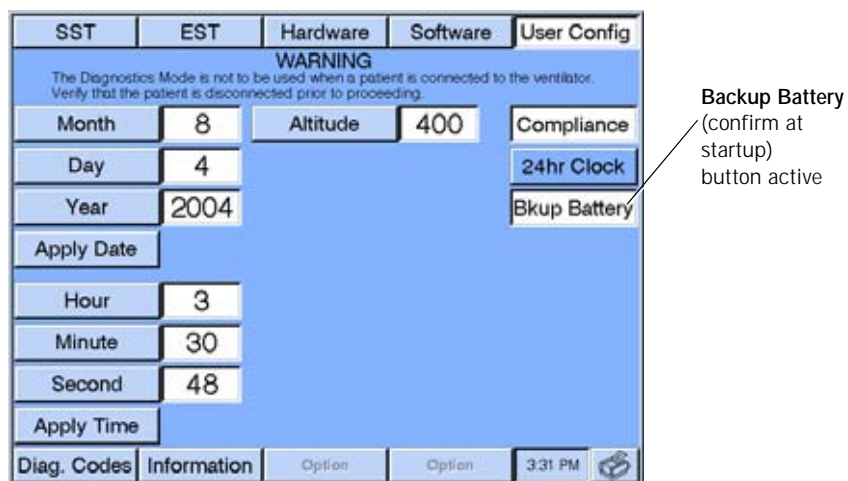 SST EST Hardware Software User Config
WARNING
The Diagnostics Mode is not to be used when a patient is connected to the ventilator.
Verify that the patient is disconnected prior to proceeding.
Month 8 Altitude 400 Compliance
Day 4 24hr Clock
Year 2004 Bkup Battery
Apply Date
Hour 3
Minute 30
Second 48
Apply Time
Diag. Codes Information Option Option 3:31 PM
Backup Battery
(confirm at
startup)
button active